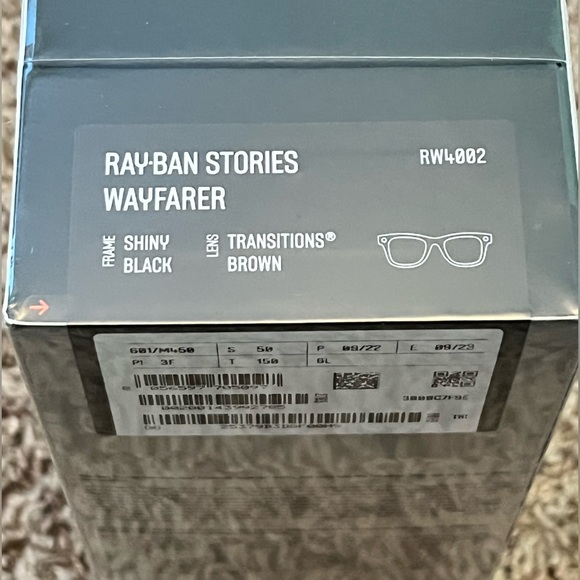 RAY-BAN STORIES
WAYFARER
RW4002
FRAME SHINY BLACK
LENS TRANSITIONS® BROWN
601/M450 S 50 P 09/22 E 09/23
P1 3F T 150 GL